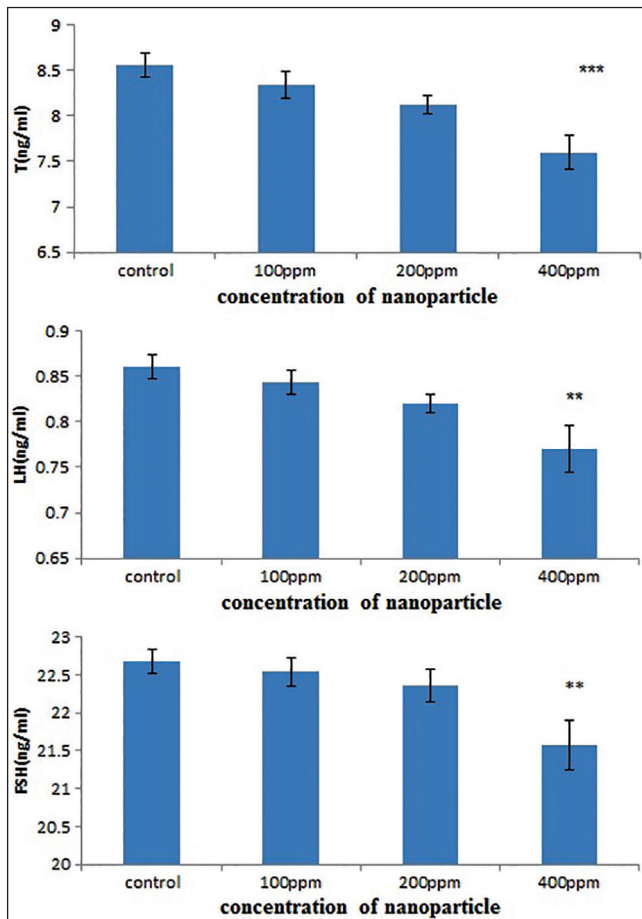 9
8.5
8
7.5
7
6.5
T(ng/ml)
***
control 100ppm 200ppm 400ppm
concentration of nanoparticle
0.9
0.85
0.8
0.75
0.7
0.65
LH(ng/ml)
**
control 100ppm 200ppm 400ppm
concentration of nanoparticle
23
22.5
22
21.5
21
20.5
20
FSH(ng/ml)
**
control 100ppm 200ppm 400ppm
concentration of nanoparticle